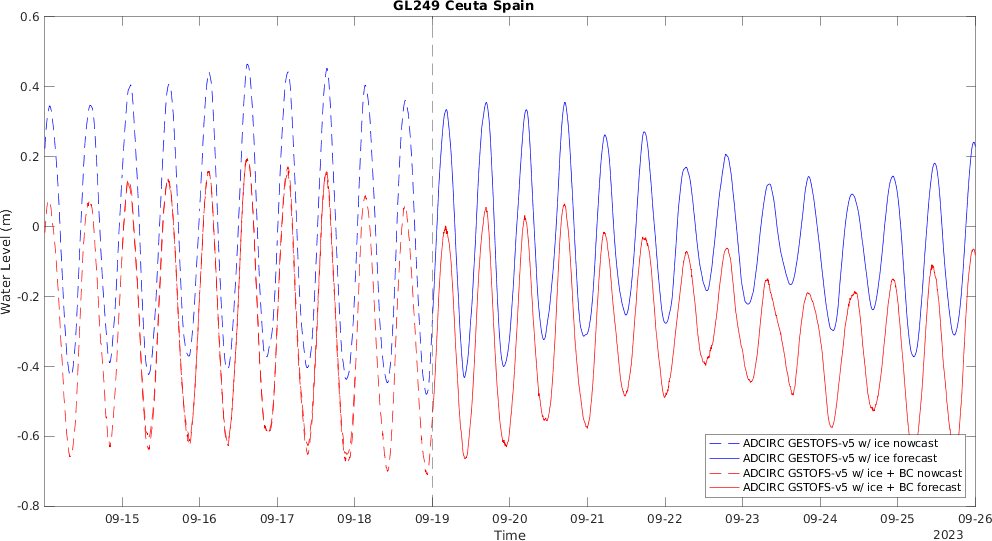 GL249 Ceuta Spain
Water Level (m)
0.6
0.4
0.2
0
-0.2
-0.4
-0.6
-0.8
ADCIRC GESTOFS-v5 w/ ice nowcast
ADCIRC GESTOFS-v5 w/ ice forecast
ADCIRC GSTOFS-v5 w/ ice + BC nowcast
ADCIRC GSTOFS-v5 w/ ice + BC forecast
09-15 09-16 09-17 09-18 09-19 09-20 09-21 09-22 09-23 09-24 09-25 09-26
Time
2023